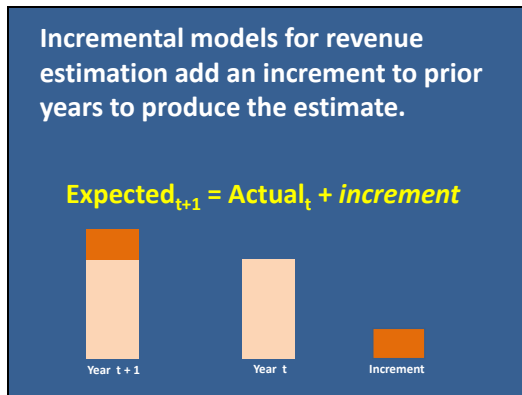 Incremental models for revenue
estimation add an increment to prior
years to produce the estimate.
Expectedₜ₊₁ = Actualₜ + increment
Year t + 1
Year t
Increment